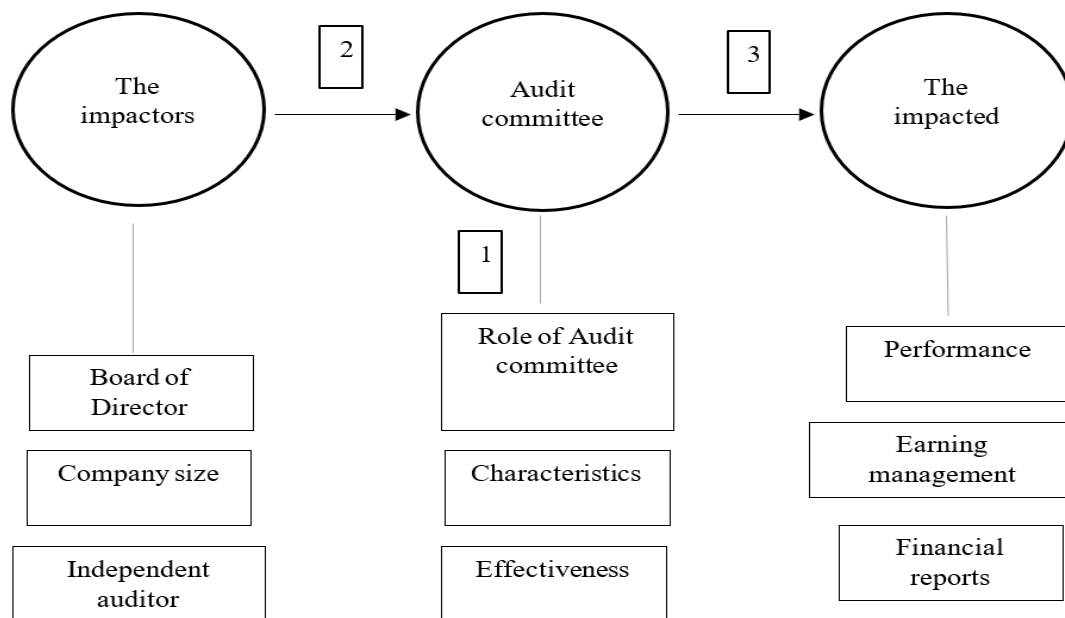 The
impactors
2
Audit
committee
3
The
impacted
1
Board of
Director
Company size
Independent
auditor
Role of Audit
committee
Characteristics
Effectiveness
Performance
Earning
management
Financial
reports